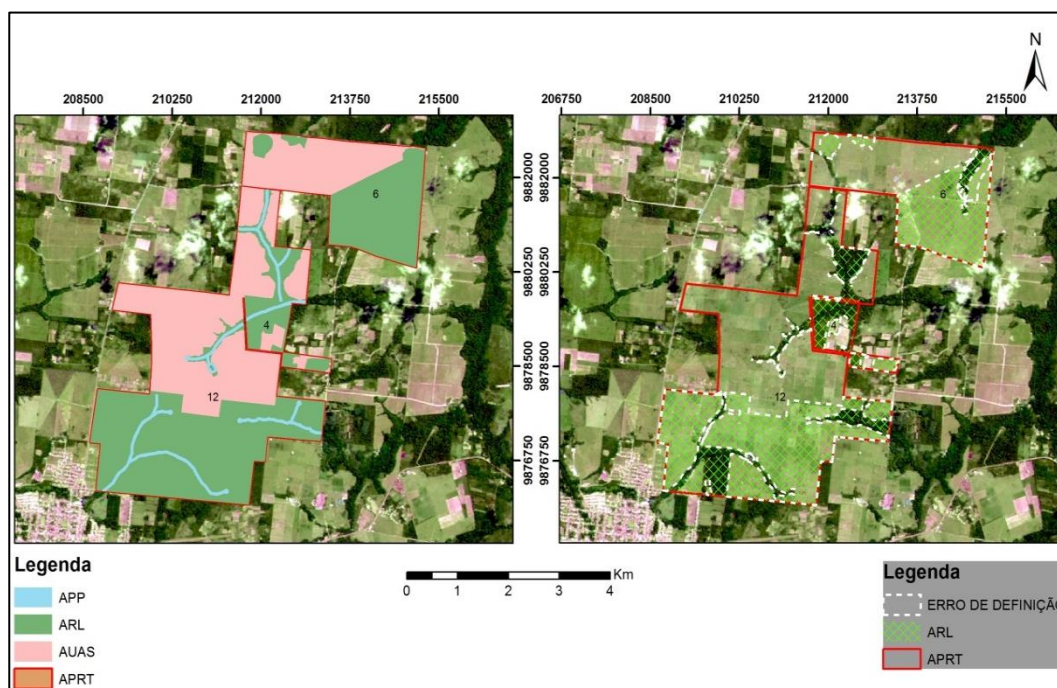 N
208500 210250 212000 213750 215500
206750 208500 210250 212000 213750 215500
9882000
9880250
9878500
9876750
9882000
9880250
9878500
9876750
6
4
12
6
4
12
Legenda
APP
ARL
AUAS
APRT
Km
0 1 2 3 4
Legenda
ERRO DE DEFINIÇÃO
ARL
APRT